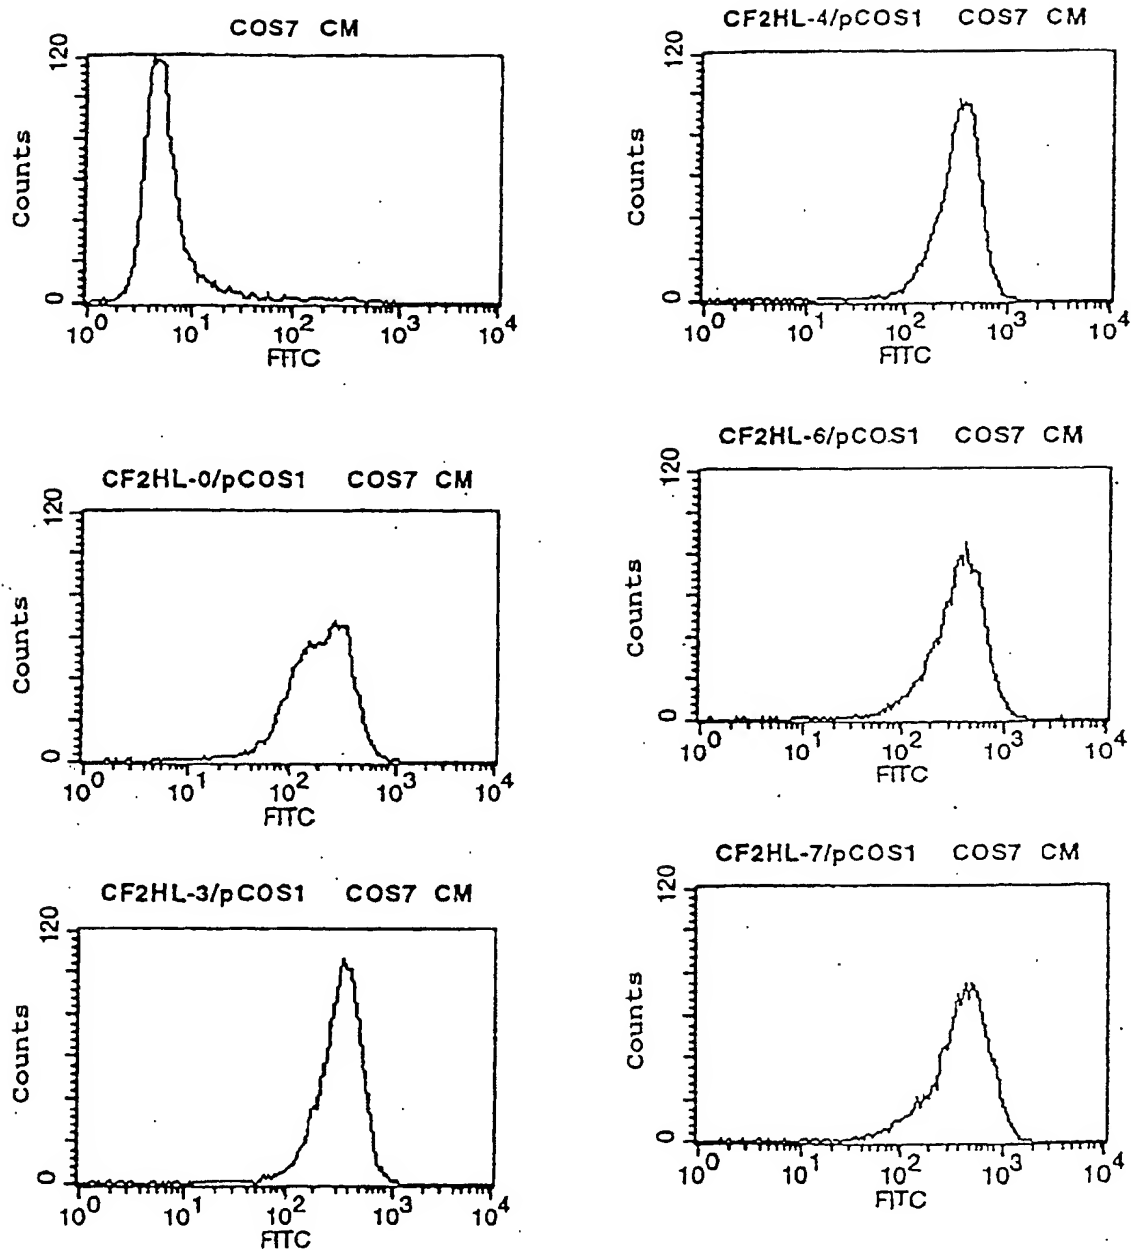 COS7 CM
120
Counts
0
10^0 10^1 10^2 10^3 10^4
FITC
CF2HL-0/pCOS1 COS7 CM
120
Counts
0
10^0 10^1 10^2 10^3 10^4
FITC
CF2HL-3/pCOS1 COS7 CM
120
Counts
0
10^0 10^1 10^2 10^3 10^4
FITC
CF2HL-4/pCOS1 COS7 CM
120
Counts
0
10^0 10^1 10^2 10^3 10^4
FITC
CF2HL-6/pCOS1 COS7 CM
120
Counts
0
10^0 10^1 10^2 10^3 10^4
FITC
CF2HL-7/pCOS1 COS7 CM
120
Counts
0
10^0 10^1 10^2 10^3 10^4
FITC